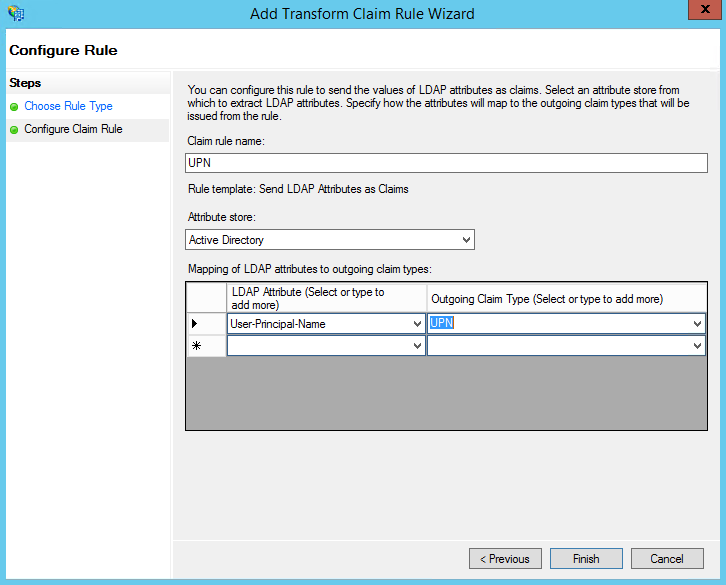 Add Transform Claim Rule Wizard
x
Configure Rule
Steps
Choose Rule Type
Configure Claim Rule
You can configure this rule to send the values of LDAP attributes as claims. Select an attribute store from
which to extract LDAP attributes. Specify how the attributes will map to the outgoing claim types that will be
issued from the rule.
Claim rule name:
UPN
Rule template: Send LDAP Attributes as Claims
Attribute store:
Active Directory
Mapping of LDAP attributes to outgoing claim types:
LDAP Attribute (Select or type to
add more)
Outgoing Claim Type (Select or type to add more)
User-Principal-Name
UPN
*
< Previous
Finish
Cancel